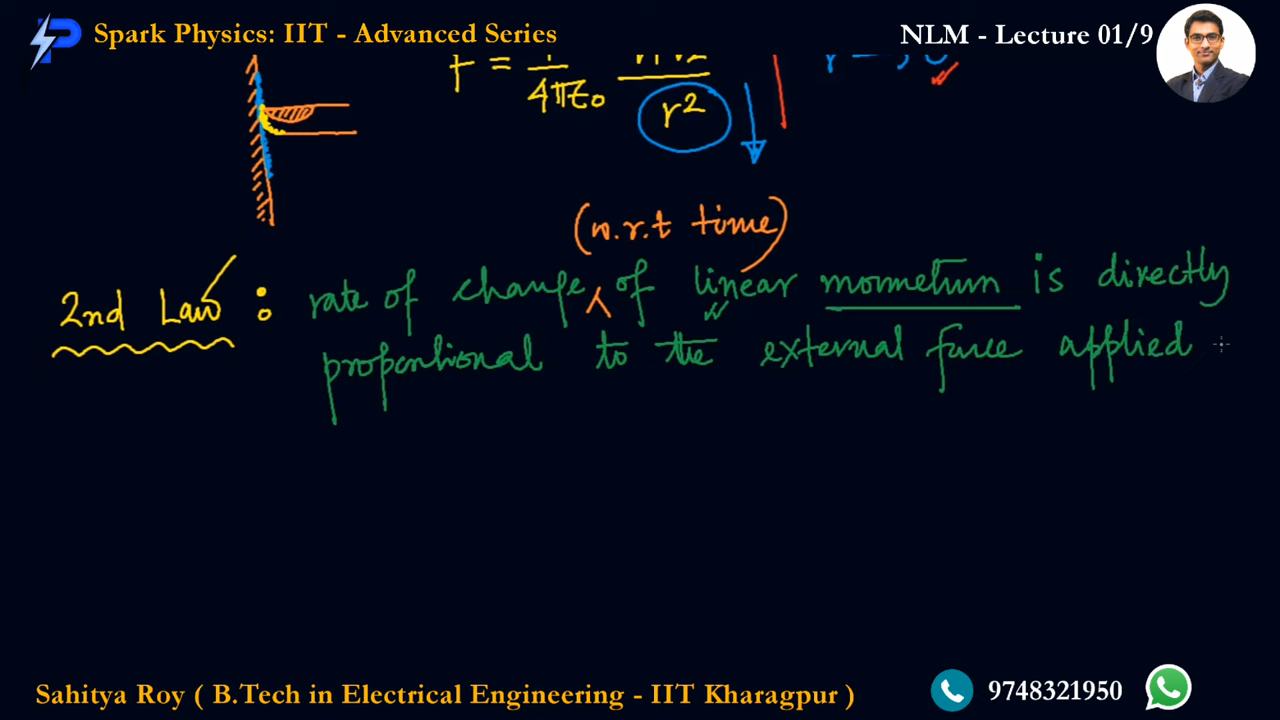 Spark Physics: IIT - Advanced Series
NLM - Lecture 01/9
4πε₀
r²
(w.r.t time)
2nd Law : rate of change ⋏ of linear momentum is directly
proportional to the external force applied
Sahitya Roy ( B.Tech in Electrical Engineering - IIT Kharagpur )
9748321950